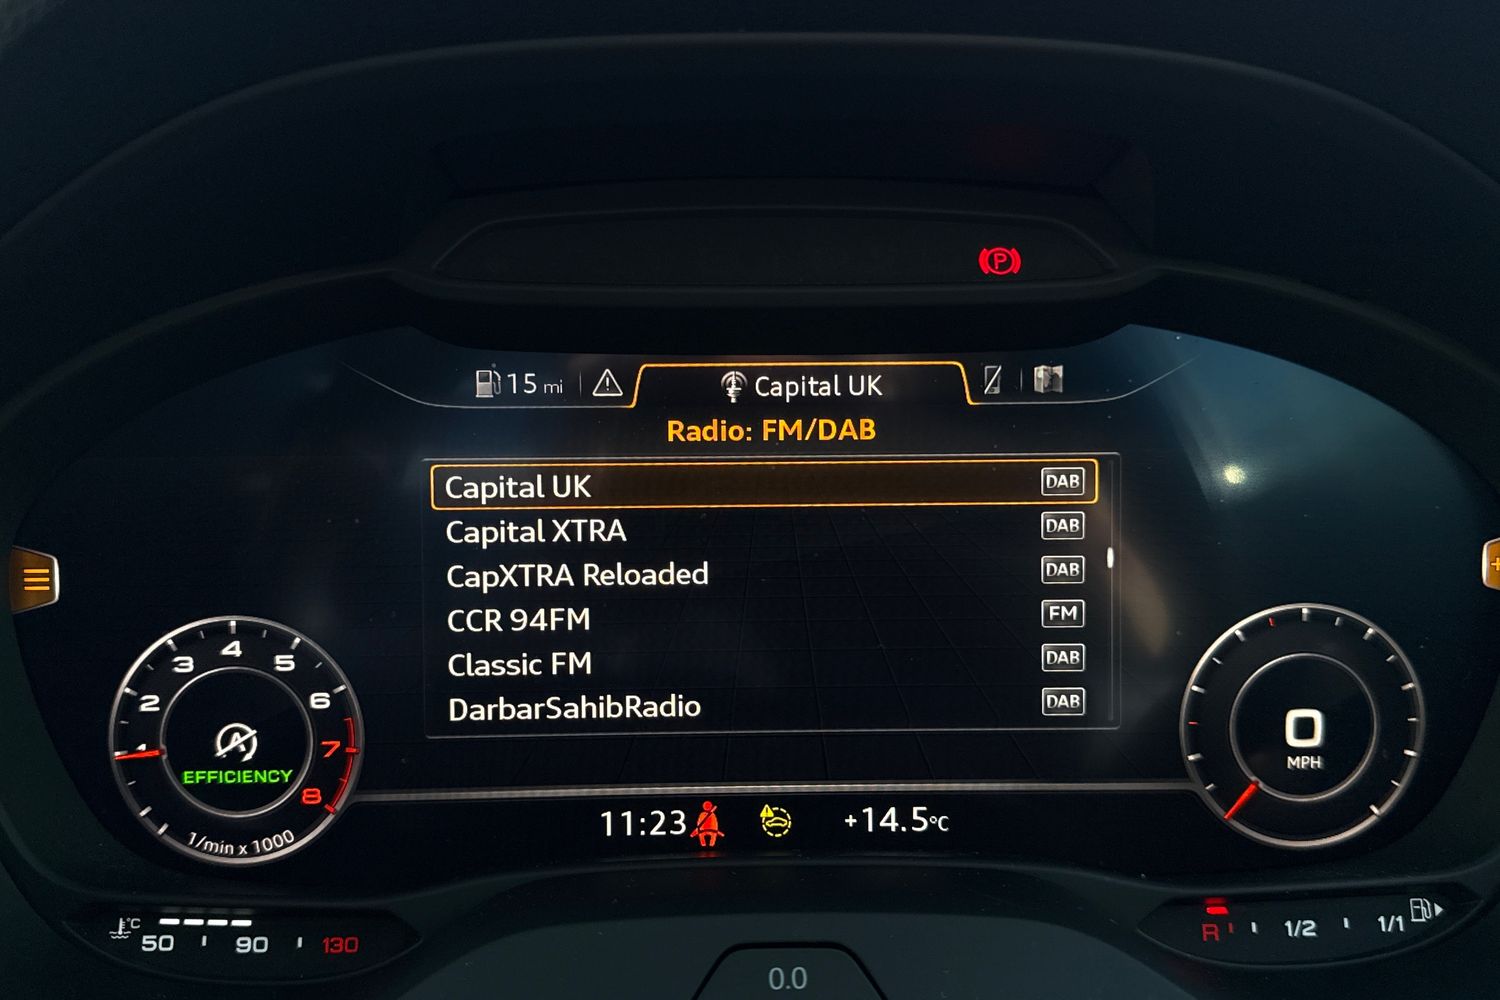 P
15 mi
Capital UK
Radio: FM/DAB
Capital UK DAB
Capital XTRA DAB
CapXTRA Reloaded DAB
CCR 94FM FM
Classic FM DAB
DarbarSahibRadio DAB
1 2 3 4 5 6 7 8
A
EFFICIENCY
1/min x 1000
0
MPH
11:23
+14.5°C
°C
50 90 130
R 1/2 1/1
0.0